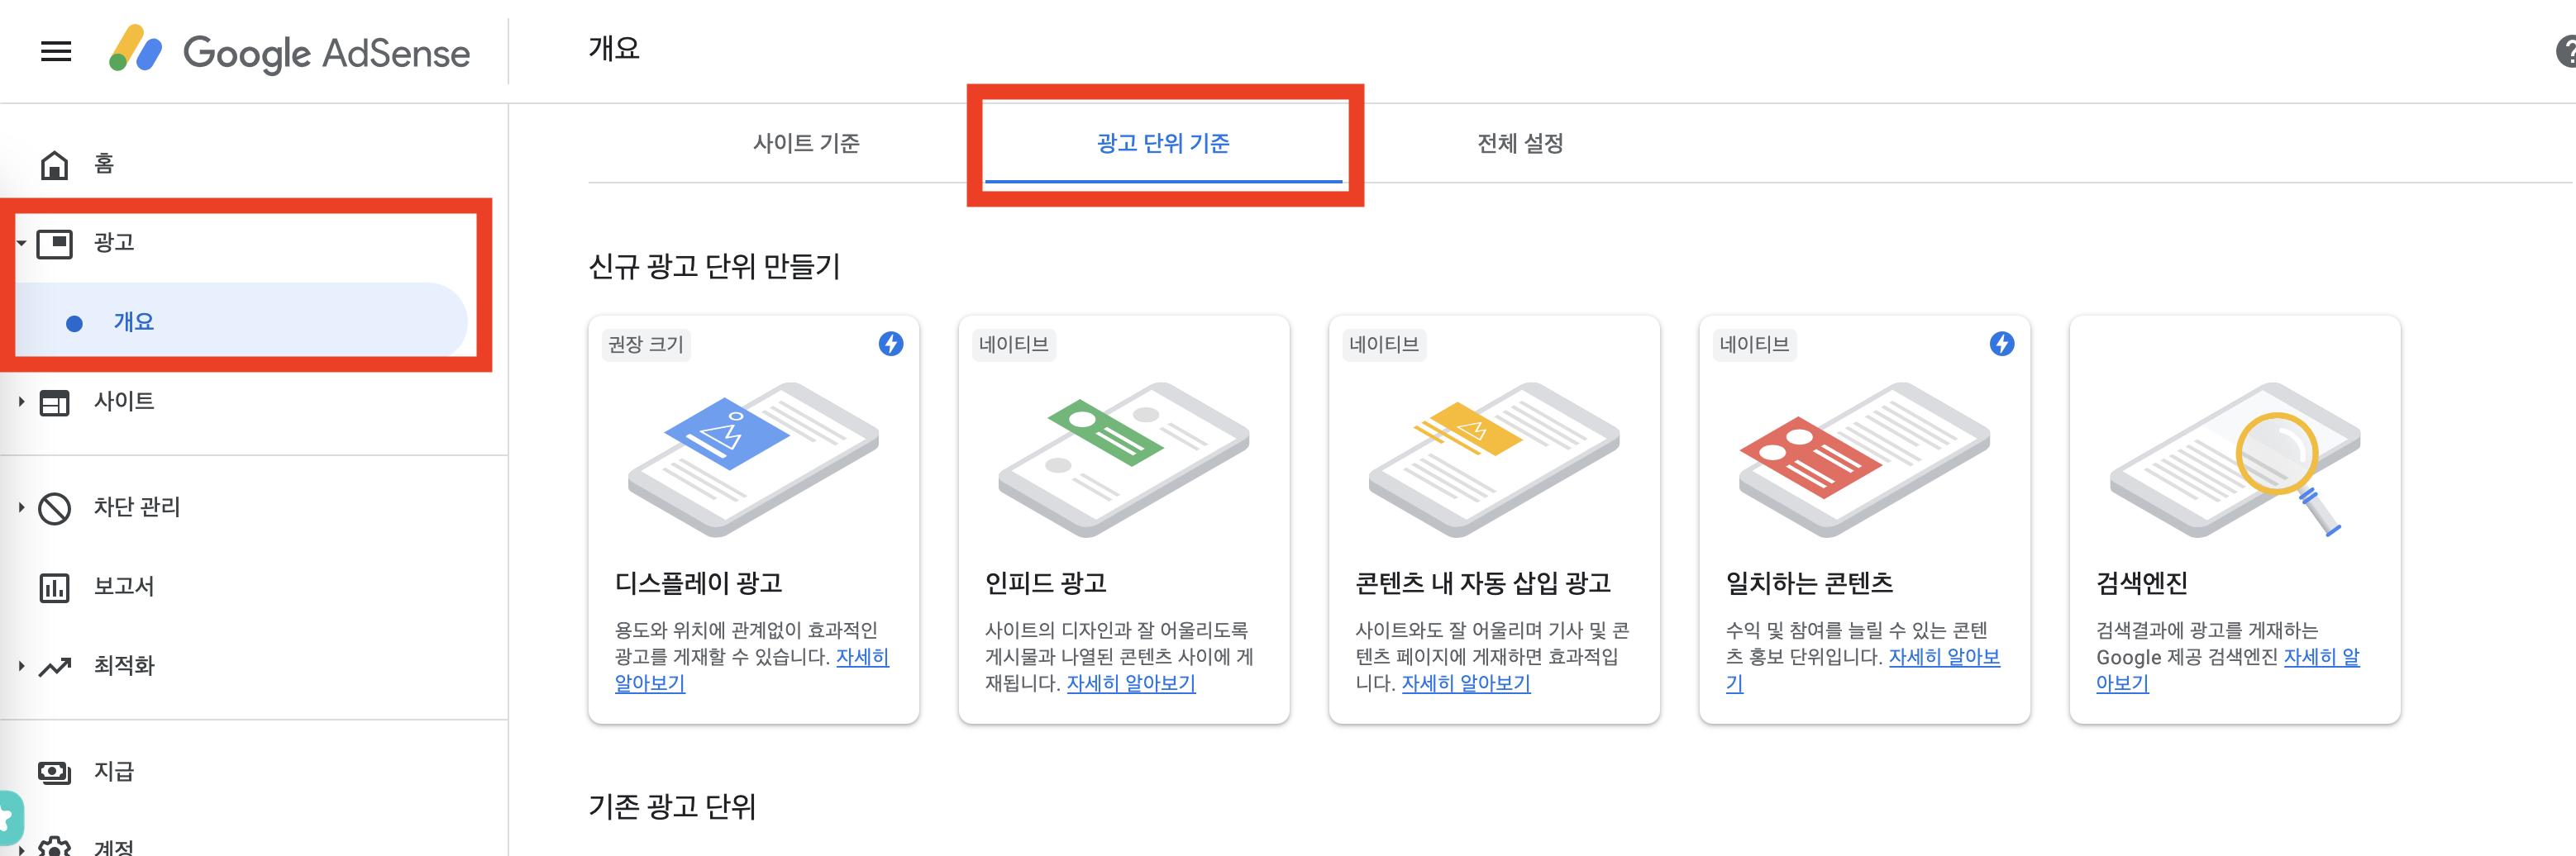 Google AdSense
개요
홈
광고
개요
사이트
차단 관리
보고서
최적화
지급
계정
사이트 기준
광고 단위 기준
전체 설정
신규 광고 단위 만들기
권장 크기
디스플레이 광고
용도와 위치에 관계없이 효과적인
광고를 게재할 수 있습니다. 자세히
알아보기
네이티브
인피드 광고
사이트의 디자인과 잘 어울리도록
게시물과 나열된 콘텐츠 사이에 게
재됩니다. 자세히 알아보기
네이티브
콘텐츠 내 자동 삽입 광고
사이트와도 잘 어울리며 기사 및 콘
텐츠 페이지에 게재하면 효과적입
니다. 자세히 알아보기
네이티브
일치하는 콘텐츠
수익 및 참여를 늘릴 수 있는 콘텐
츠 홍보 단위입니다. 자세히 알아보
기
검색엔진
검색결과에 광고를 게재하는
Google 제공 검색엔진 자세히 알
아보기
기존 광고 단위